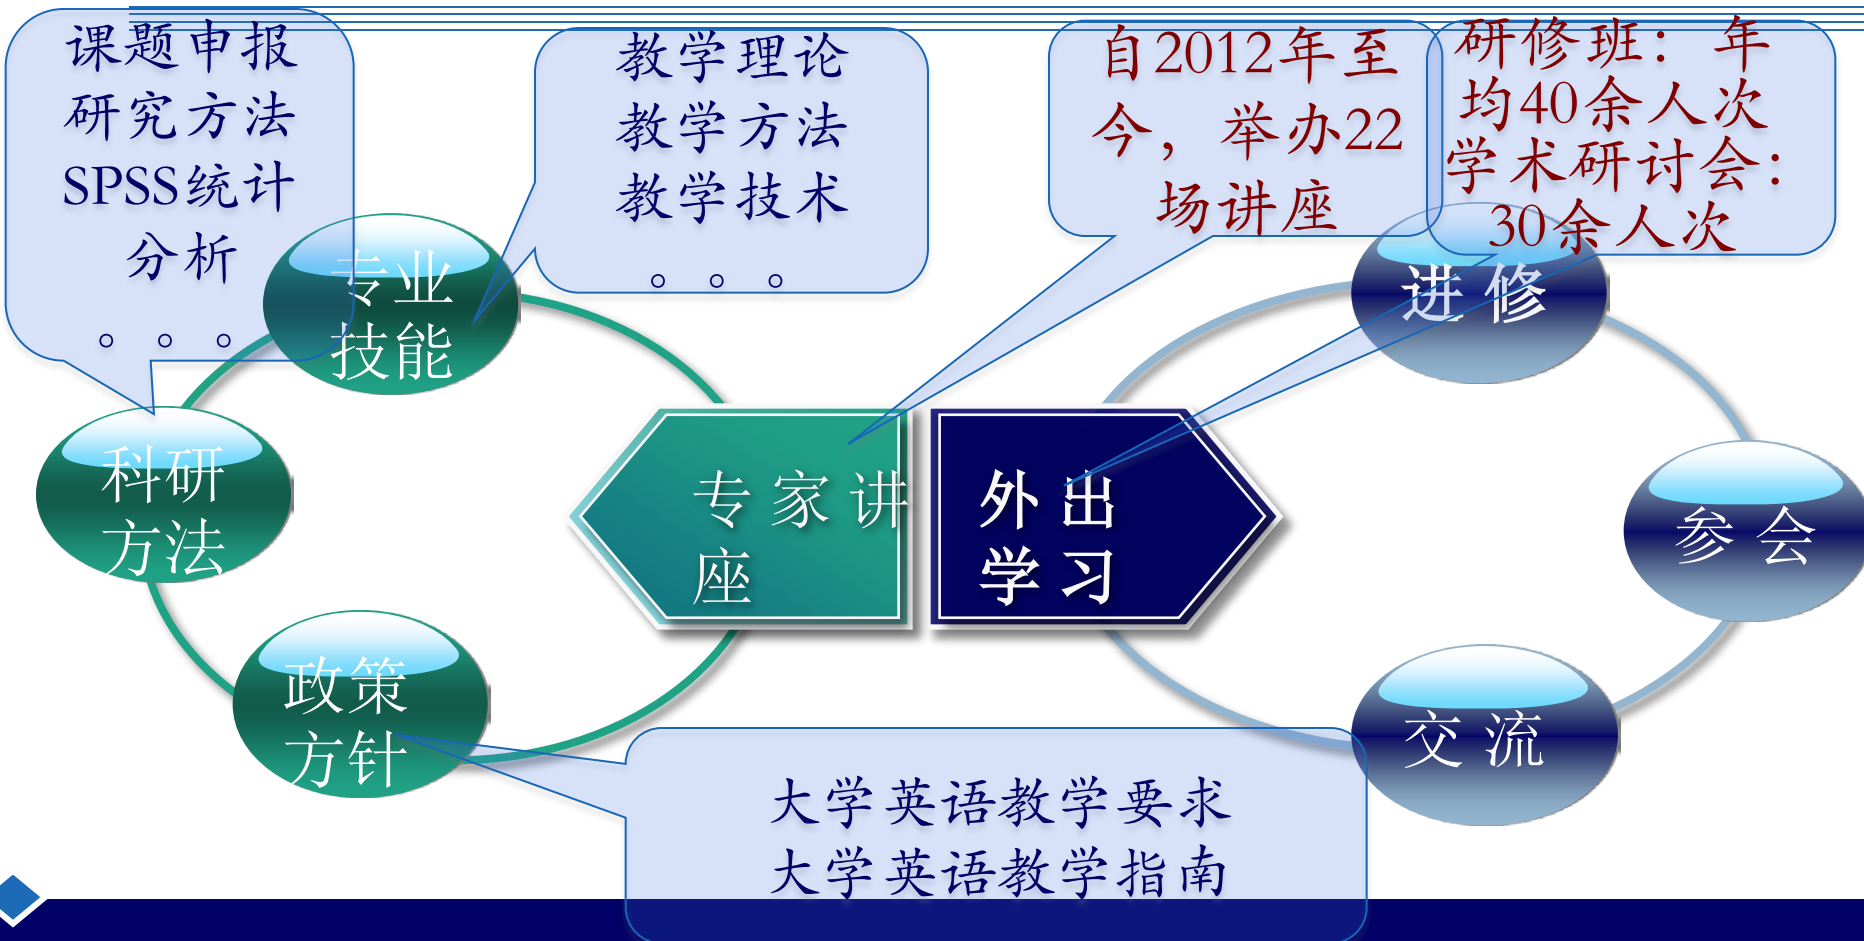 课题申报
研究方法
SPSS统计
分析
。。。
教学理论
教学方法
教学技术
。。。
自2012年至
今，举办22
场讲座
研修班：年
均40余人次
学术研讨会：
30余人次
专业
技能
科研
方法
政策
方针
专家讲
座
外出
学习
进修
参会
交流
大学英语教学要求
大学英语教学指南